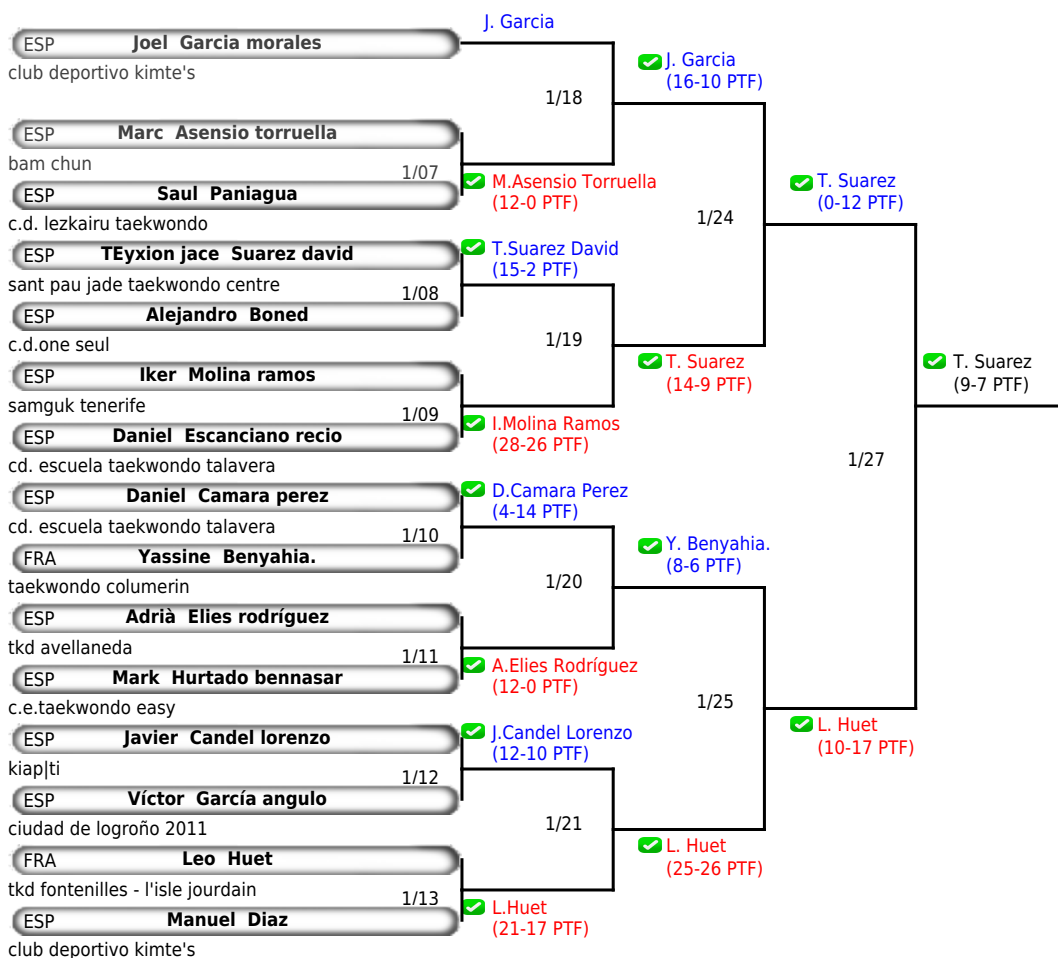 J. Garcia
ESP Joel Garcia morales
club deportivo kimte's
J. Garcia
(16-10 PTF)
1/18
ESP Marc Asensio torruella
bam chun
1/07
ESP Saul Paniagua
M.Asensio Torruella
(12-0 PTF)
T. Suarez
(0-12 PTF)
c.d. lezkairu taekwondo
1/24
ESP TEyxion jace Suarez david
T.Suarez David
(15-2 PTF)
sant pau jade taekwondo centre
1/08
ESP Alejandro Boned
c.d.one seul
1/19
ESP Iker Molina ramos
T. Suarez
(14-9 PTF)
T. Suarez
(9-7 PTF)
samguk tenerife
1/09
ESP Daniel Escanciano recio
I.Molina Ramos
(28-26 PTF)
cd. escuela taekwondo talavera
1/27
ESP Daniel Camara perez
D.Camara Perez
(4-14 PTF)
cd. escuela taekwondo talavera
1/10
ESP
FRA Yassine Benyahia.
Y. Benyahia.
(8-6 PTF)
taekwondo columerin
1/20
ESP Adrià Elies rodríguez
tkd avellaneda
1/11
ESP Mark Hurtado bennasar
A.Elies Rodríguez
(12-0 PTF)
c.e.taekwondo easy
1/25
ESP Javier Candel lorenzo
J.Candel Lorenzo
(12-10 PTF)
L. Huet
(10-17 PTF)
kiap|ti
1/12
ESP Víctor García angulo
ciudad de logroño 2011
1/21
FRA Leo Huet
L. Huet
(25-26 PTF)
tkd fontenilles - l'isle jourdain
1/13
ESP Manuel Diaz
L.Huet
(21-17 PTF)
club deportivo kimte's